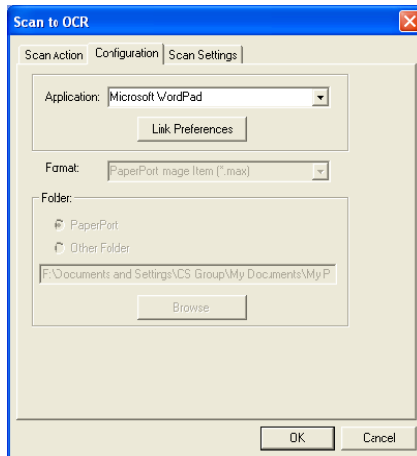 Scan to OCR
Scan Action Configuration Scan Settings
Application: Microsoft WordPad
Link Preferences
Format: PaperPort mage Item (*.max)
Folder:
PaperPort
Other Folder
F:\Documents and Settings\CS Group\My Documents\My P
Browse
OK Cancel